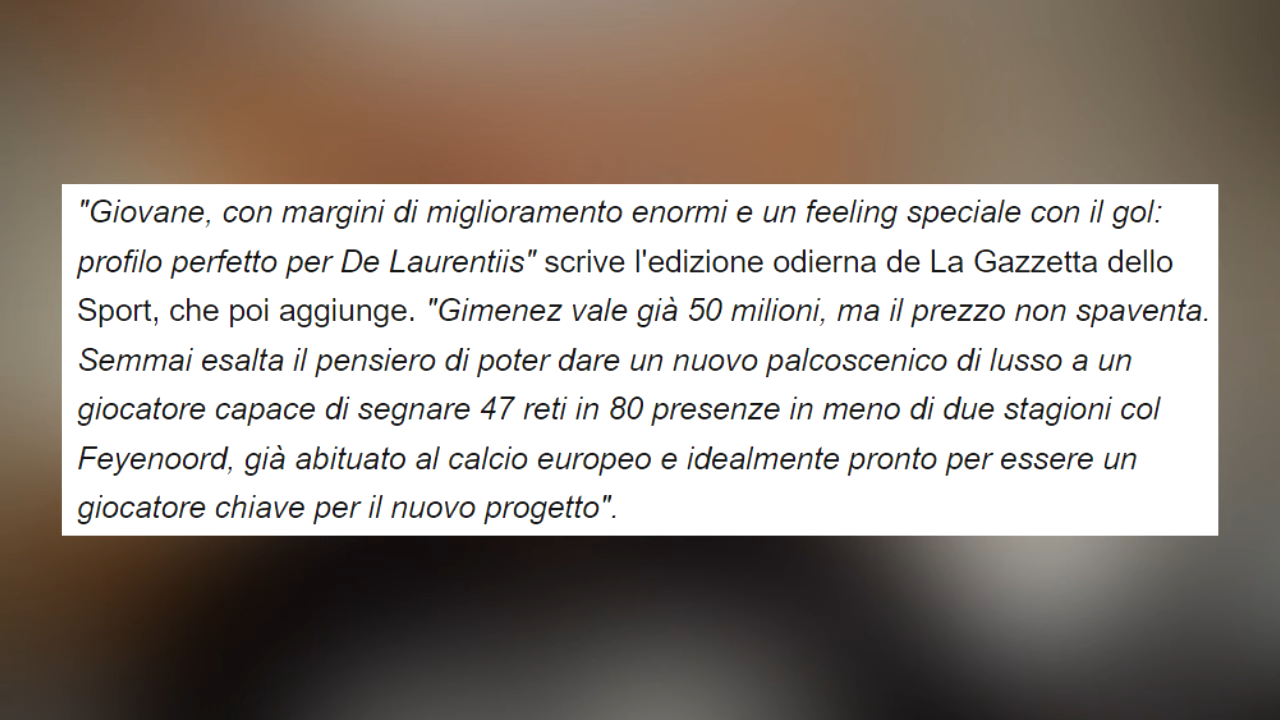 "Giovane, con margini di miglioramento enormi e un feeling speciale con il gol:
profilo perfetto per De Laurentiis" scrive l'edizione odierna de La Gazzetta dello
Sport, che poi aggiunge. "Gimenez vale già 50 milioni, ma il prezzo non spaventa.
Semmai esalta il pensiero di poter dare un nuovo palcoscenico di lusso a un
giocatore capace di segnare 47 reti in 80 presenze in meno di due stagioni col
Feyenoord, già abituato al calcio europeo e idealmente pronto per essere un
giocatore chiave per il nuovo progetto".